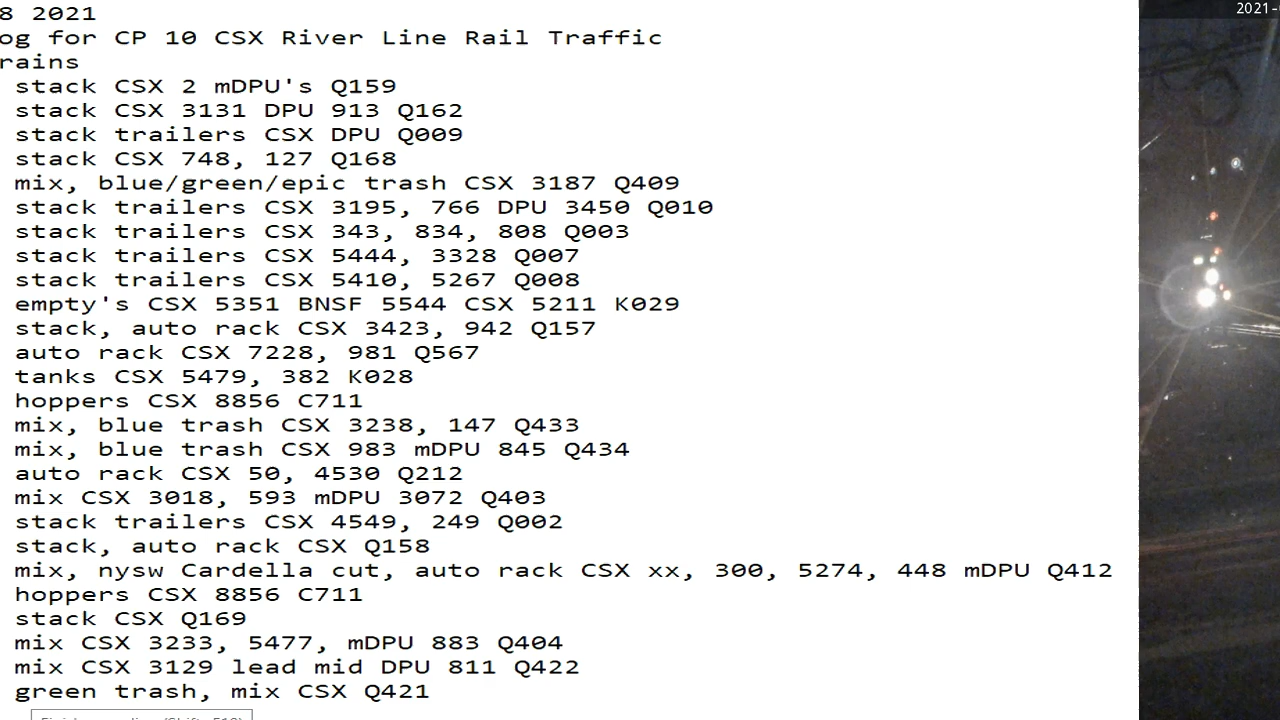 8 2021
og for CP 10 CSX River Line Rail Traffic
rains
stack CSX 2 mDPU's Q159
stack CSX 3131 DPU 913 Q162
stack trailers CSX DPU Q009
stack CSX 748, 127 Q168
mix, blue/green/epic trash CSX 3187 Q409
stack trailers CSX 3195, 766 DPU 3450 Q010
stack trailers CSX 343, 834, 808 Q003
stack trailers CSX 5444, 3328 Q007
stack trailers CSX 5410, 5267 Q008
empty's CSX 5351 BNSF 5544 CSX 5211 K029
stack, auto rack CSX 3423, 942 Q157
auto rack CSX 7228, 981 Q567
tanks CSX 5479, 382 K028
hoppers CSX 8856 C711
mix, blue trash CSX 3238, 147 Q433
mix, blue trash CSX 983 mDPU 845 Q434
auto rack CSX 50, 4530 Q212
mix CSX 3018, 593 mDPU 3072 Q403
stack trailers CSX 4549, 249 Q002
stack, auto rack CSX Q158
mix, nysw Cardella cut, auto rack CSX xx, 300, 5274, 448 mDPU Q412
hoppers CSX 8856 C711
stack CSX Q169
mix CSX 3233, 5477, mDPU 883 Q404
mix CSX 3129 lead mid DPU 811 Q422
green trash, mix CSX Q421
2021-